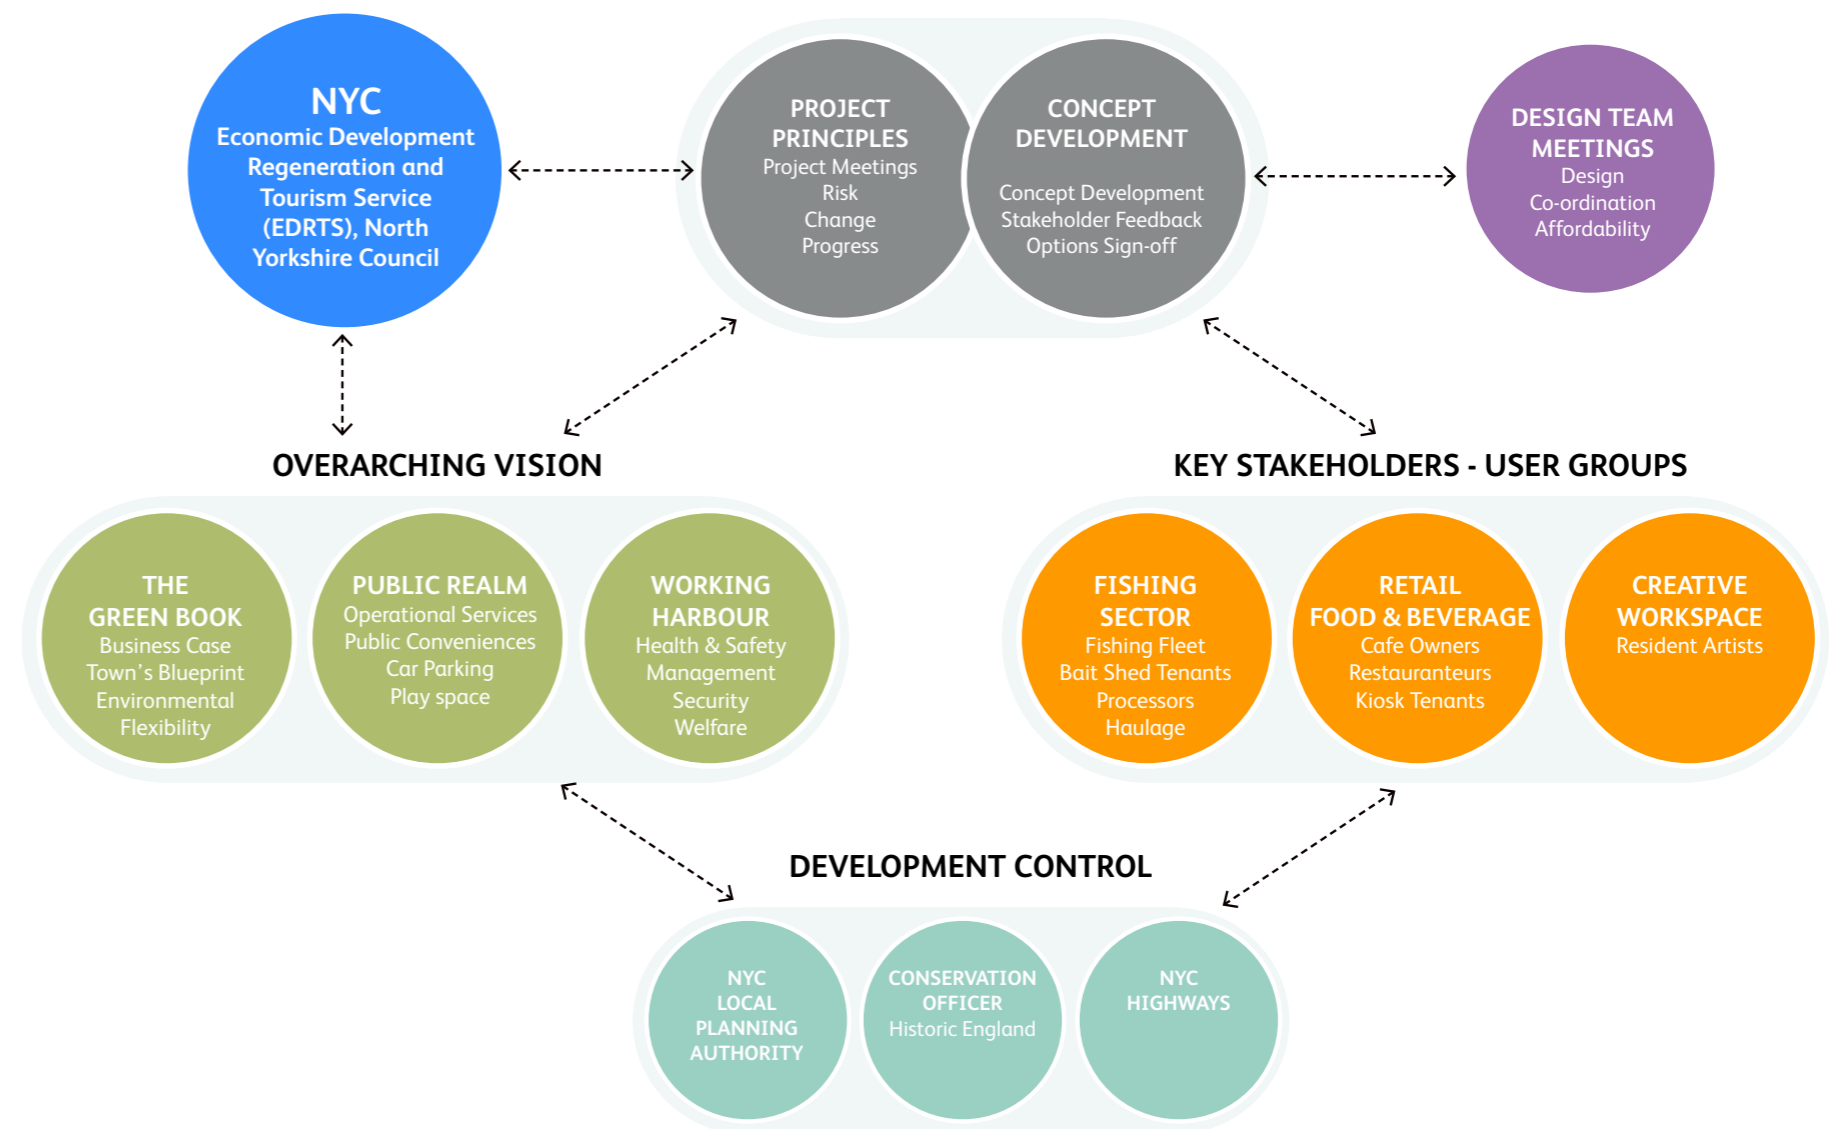 NYC
Economic Development
Regeneration and
Tourism Service
(EDRTS), North
Yorkshire Council
PROJECT
PRINCIPLES
Project Meetings
Risk
Change
Progress
CONCEPT
DEVELOPMENT
Concept Development
Stakeholder Feedback
Options Sign-off
DESIGN TEAM
MEETINGS
Design
Co-ordination
Affordability
OVERARCHING VISION
THE
GREEN BOOK
Business Case
Town's Blueprint
Environmental
Flexibility
PUBLIC REALM
Operational Services
Public Conveniences
Car Parking
Play space
WORKING
HARBOUR
Health & Safety
Management
Security
Welfare
KEY STAKEHOLDERS - USER GROUPS
FISHING
SECTOR
Fishing Fleet
Bait Shed Tenants
Processors
Haulage
RETAIL
FOOD & BEVERAGE
Cafe Owners
Restauranteurs
Kiosk Tenants
CREATIVE
WORKSPACE
Resident Artists
DEVELOPMENT CONTROL
NYC
LOCAL
PLANNING
AUTHORITY
CONSERVATION
OFFICER
Historic England
NYC
HIGHWAYS